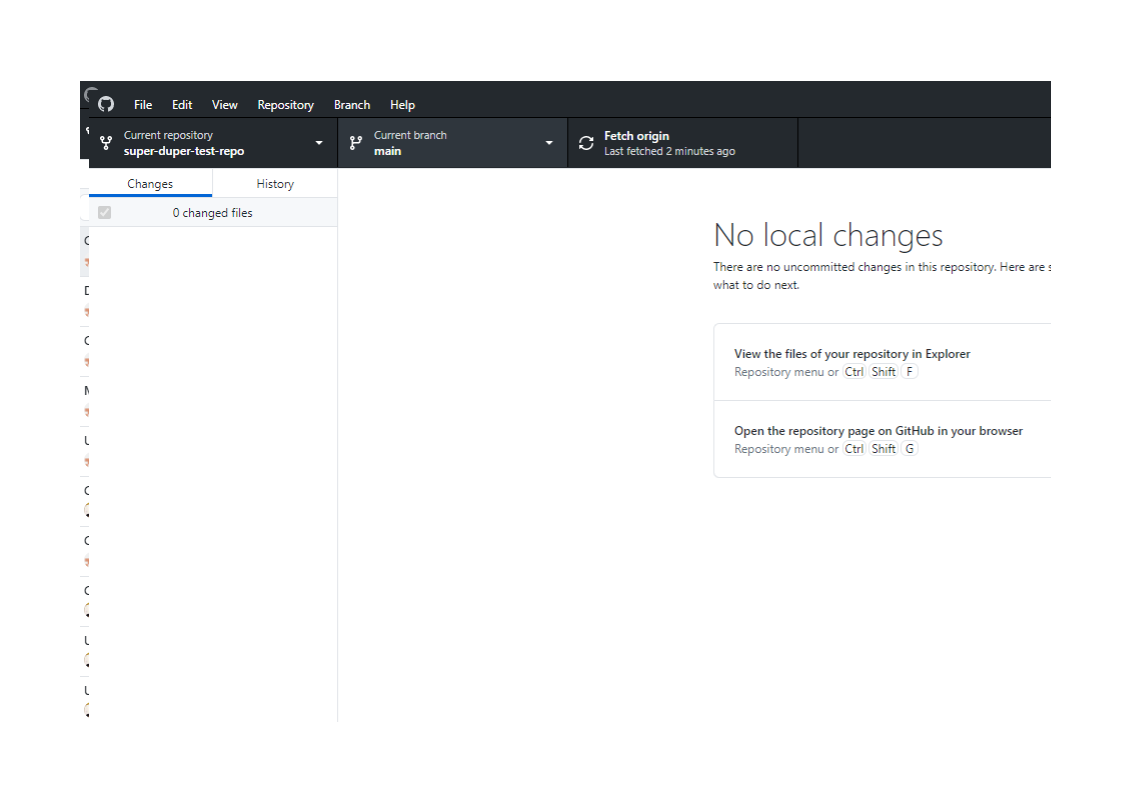 File Edit View Repository Branch Help
Current repository
super-duper-test-repo
Current branch
main
Fetch origin
Last fetched 2 minutes ago
Changes History
0 changed files
No local changes
There are no uncommitted changes in this repository. Here are
what to do next.
View the files of your repository in Explorer
Repository menu or Ctrl Shift F
Open the repository page on GitHub in your browser
Repository menu or Ctrl Shift G